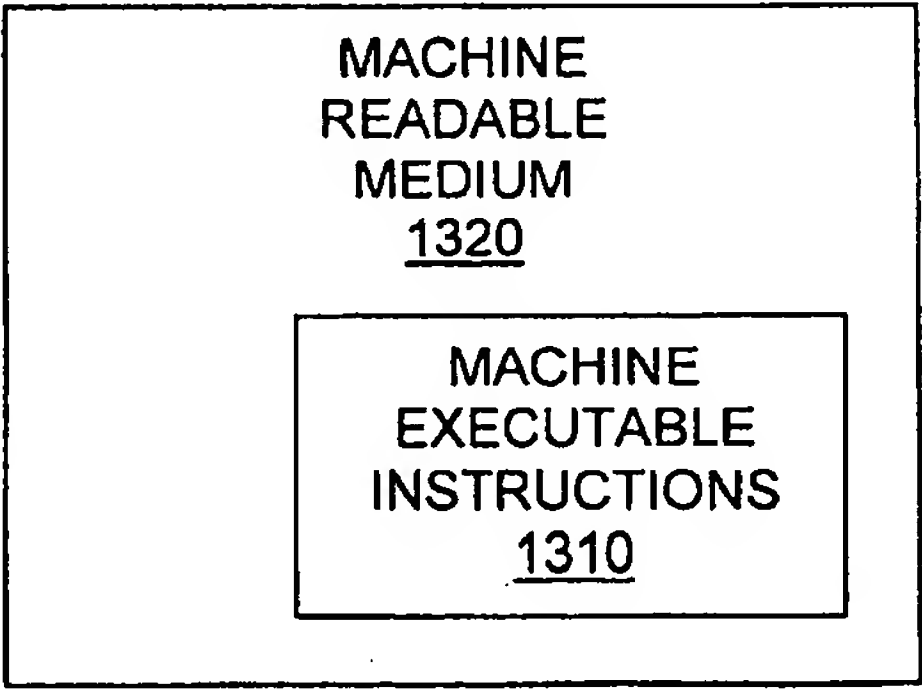 MACHINE
READABLE
MEDIUM
1320
MACHINE
EXECUTABLE
INSTRUCTIONS
1310